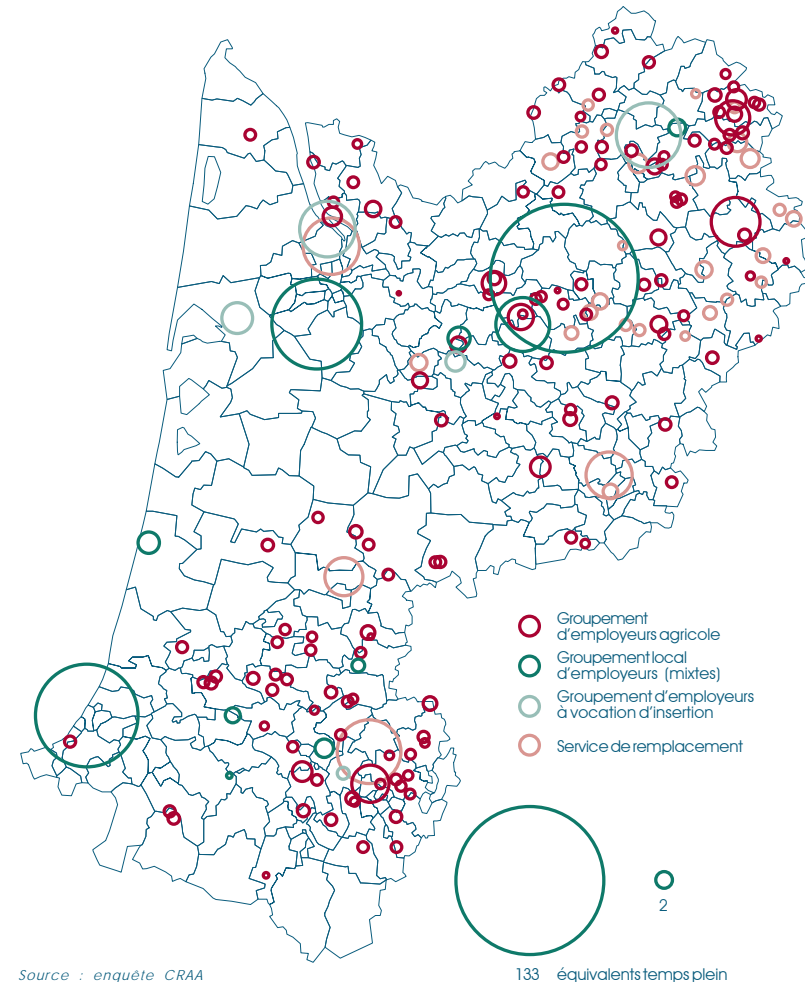 Groupement
d'employeurs agricole
Groupement local
d'employeurs (mixtes)
Groupement d'employeurs
à vocation d'insertion
Service de remplacement
2
133 équivalents temps plein
Source : enquête CRAA